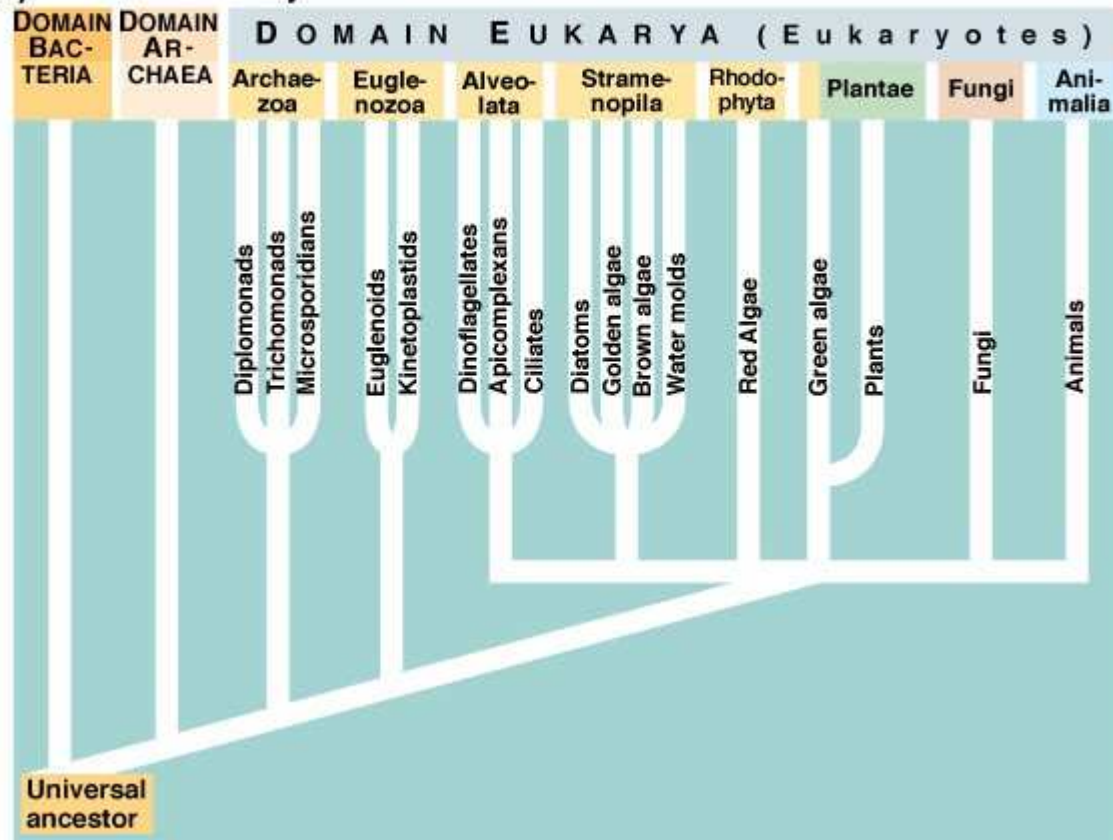 DOMAIN
BAC-
TERIA
DOMAIN
AR-
CHAEA
DOMAIN EUKARYA (Eukaryotes)
Archae-
zoa
Eugle-
nozoa
Alveo-
lata
Strame-
nopila
Rhodo-
phyta
Plantae
Fungi
Ani-
malia
Diplomonads
Trichomonads
Microsporidians
Euglenoids
Kinetoplastids
Dinoflagellates
Apicomplexans
Ciliates
Diatoms
Golden algae
Brown algae
Water molds
Red Algae
Green algae
Plants
Fungi
Animals
Universal
ancestor